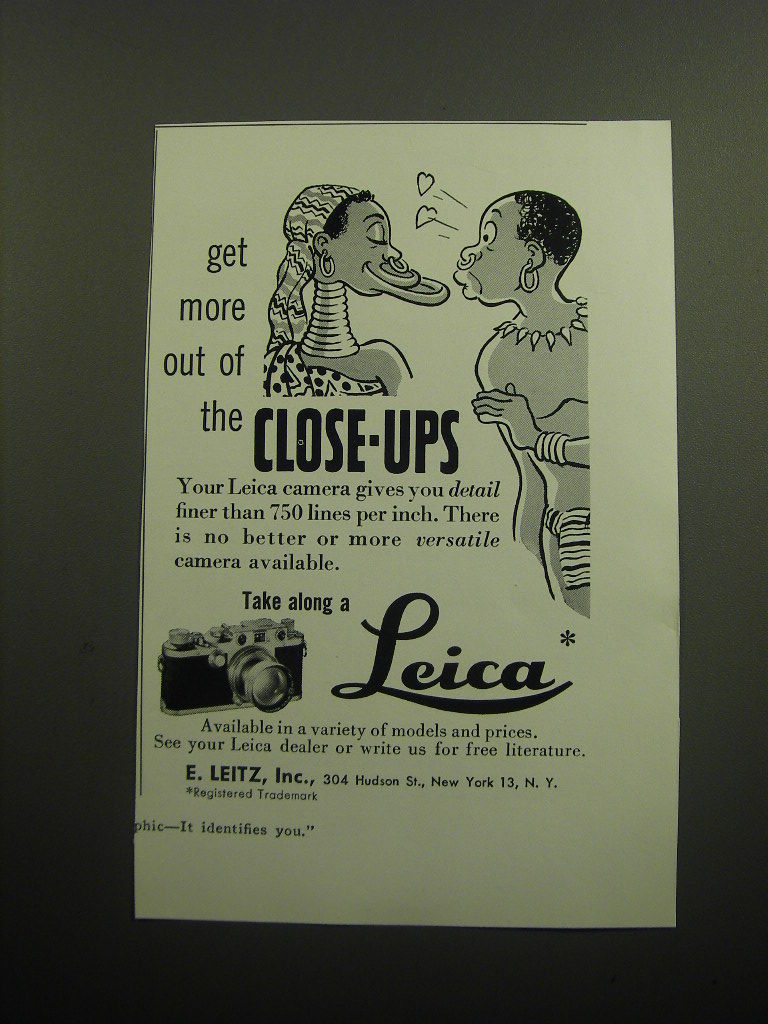 get
more
out of
the CLOSE-UPS
Your Leica camera gives you detail
finer than 750 lines per inch. There
is no better or more versatile
camera available.
Take along a
Leica*
Available in a variety of models and prices.
See your Leica dealer or write us for free literature.
E. LEITZ, Inc., 304 Hudson St., New York 13, N. Y.
*Registered Trademark
phic—It identifies you."